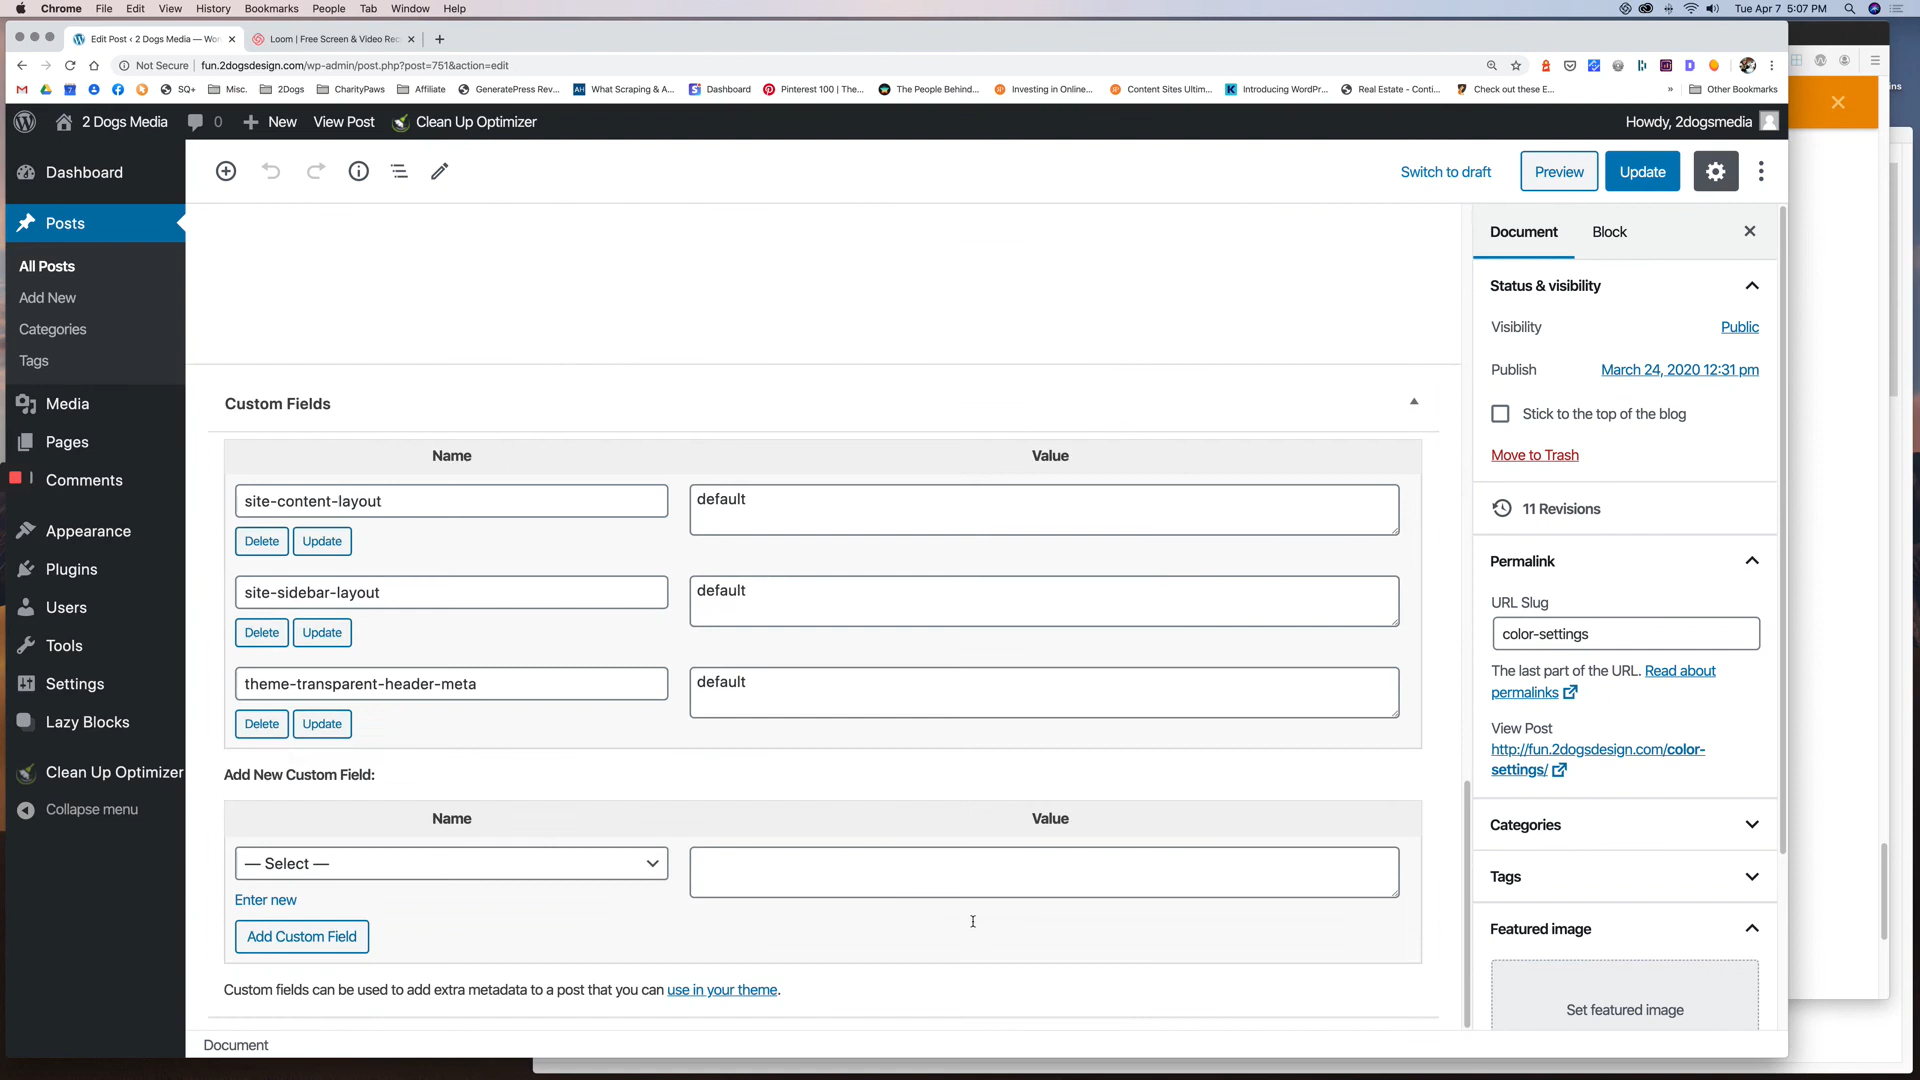 Chrome File Edit View History Bookmarks People Tab Window Help Tue Apr 7 5:07 PM
Edit Post ‹ 2 Dogs Media — Wor Loom | Free Screen & Video Rec
Not Secure fun.2dogsdesign.com/wp-admin/post.php?post=751&action=edit
SQ+ Misc. 2Dogs CharityPaws Affiliate GeneratePress Rev... What Scraping & A... Dashboard Pinterest 100 | The... The People Behind... Investing in Online... Content Sites Ultim... Introducing WordPr... Real Estate - Conti... Check out these E... » Other Bookmarks
2 Dogs Media 0 New View Post Clean Up Optimizer Howdy, 2dogsmedia
Switch to draft Preview Update
Dashboard
Posts
All Posts
Add New
Categories
Tags
Media
Pages
Comments
Appearance
Plugins
Users
Tools
Settings
Lazy Blocks
Clean Up Optimizer
Collapse menu
Custom Fields
Name Value
site-content-layout default
Delete Update
site-sidebar-layout default
Delete Update
theme-transparent-header-meta default
Delete Update
Add New Custom Field:
Name Value
— Select —
Enter new
Add Custom Field
Custom fields can be used to add extra metadata to a post that you can use in your theme.
Document
Document Block
Status & visibility
Visibility Public
Publish March 24, 2020 12:31 pm
Stick to the top of the blog
Move to Trash
11 Revisions
Permalink
URL Slug
color-settings
The last part of the URL. Read about
permalinks
View Post
http://fun.2dogsdesign.com/color-
settings/
Categories
Tags
Featured image
Set featured image